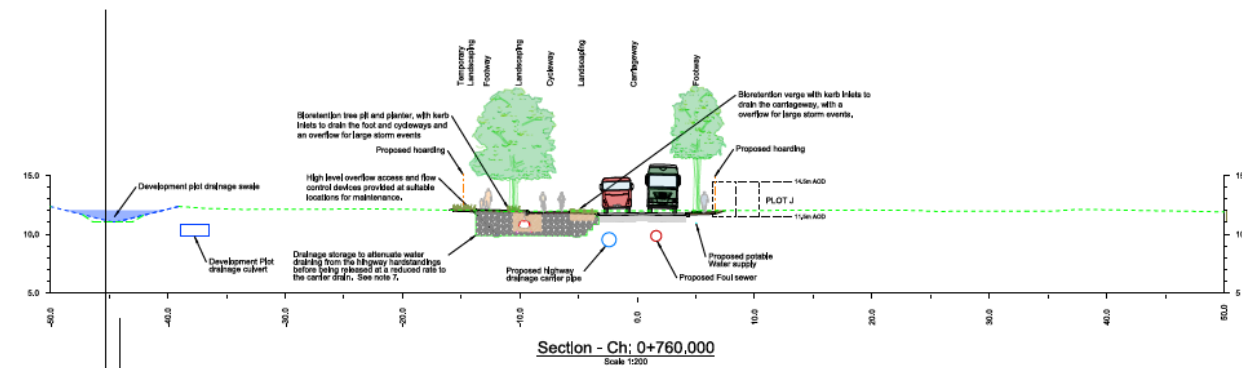 Temporary
Landscaping
Footway
Landscaping
Cycleway
Landscaping
Carriageway
Footway
Bioretention tree pit and planter, with kerb
inlets to drain the foot and cycleways and
an overflow for large storm events
Proposed hoarding
High level overflow access and flow
control devices provided at suitable
locations for maintenance.
Bioretention verge with kerb inlets to
drain the carriageway, with a
overflow for large storm events.
Proposed hoarding
14.5m AOD
PLOT J
11.5m AOD
Development plot drainage swale
Development Plot
drainage culvert
Drainage storage to attenuate water
draining from the hihgway hardstandings
before being released at a reduced rate to
the carrier drain. See note 7.
Proposed highway
drainage carrier pipe
Proposed Foul sewer
Proposed potable
Water supply
15.0
10.0
5.0
15
10
5
-50.0
-40.0
-30.0
-20.0
-10.0
0.0
10.0
20.0
30.0
40.0
50.0
Section - Ch: 0+760,000
Scale 1:200